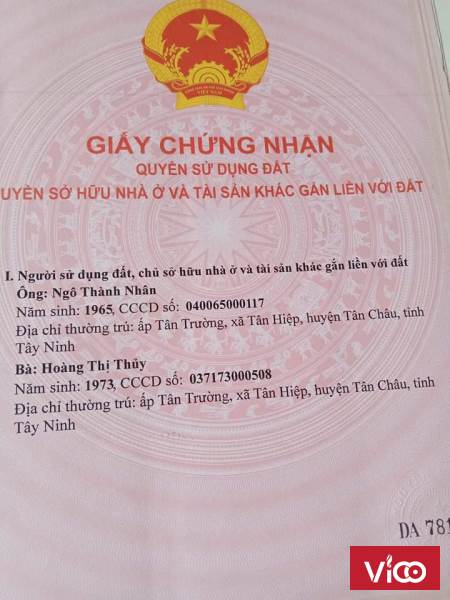 GIẤY CHỨNG NHẬN
QUYỀN SỬ DỤNG ĐẤT
UYỀN SỞ HỮU NHÀ Ở VÀ TÀI SẢN KHÁC GẮN LIỀN VỚI ĐẤT
I. Người sử dụng đất, chủ sở hữu nhà ở và tài sản khác gắn liền với đất
Ông: Ngô Thành Nhân
Năm sinh: 1965, CCCD số: 040065000117
Địa chỉ thường trú: ấp Tân Trường, xã Tân Hiệp, huyện Tân Châu, tỉnh
Tây Ninh
Bà: Hoàng Thị Thủy
Năm sinh: 1973, CCCD số: 037173000508
Địa chỉ thường trú: ấp Tân Trường, xã Tân Hiệp, huyện Tân Châu, tỉnh
Tây Ninh
DA 781
Vico